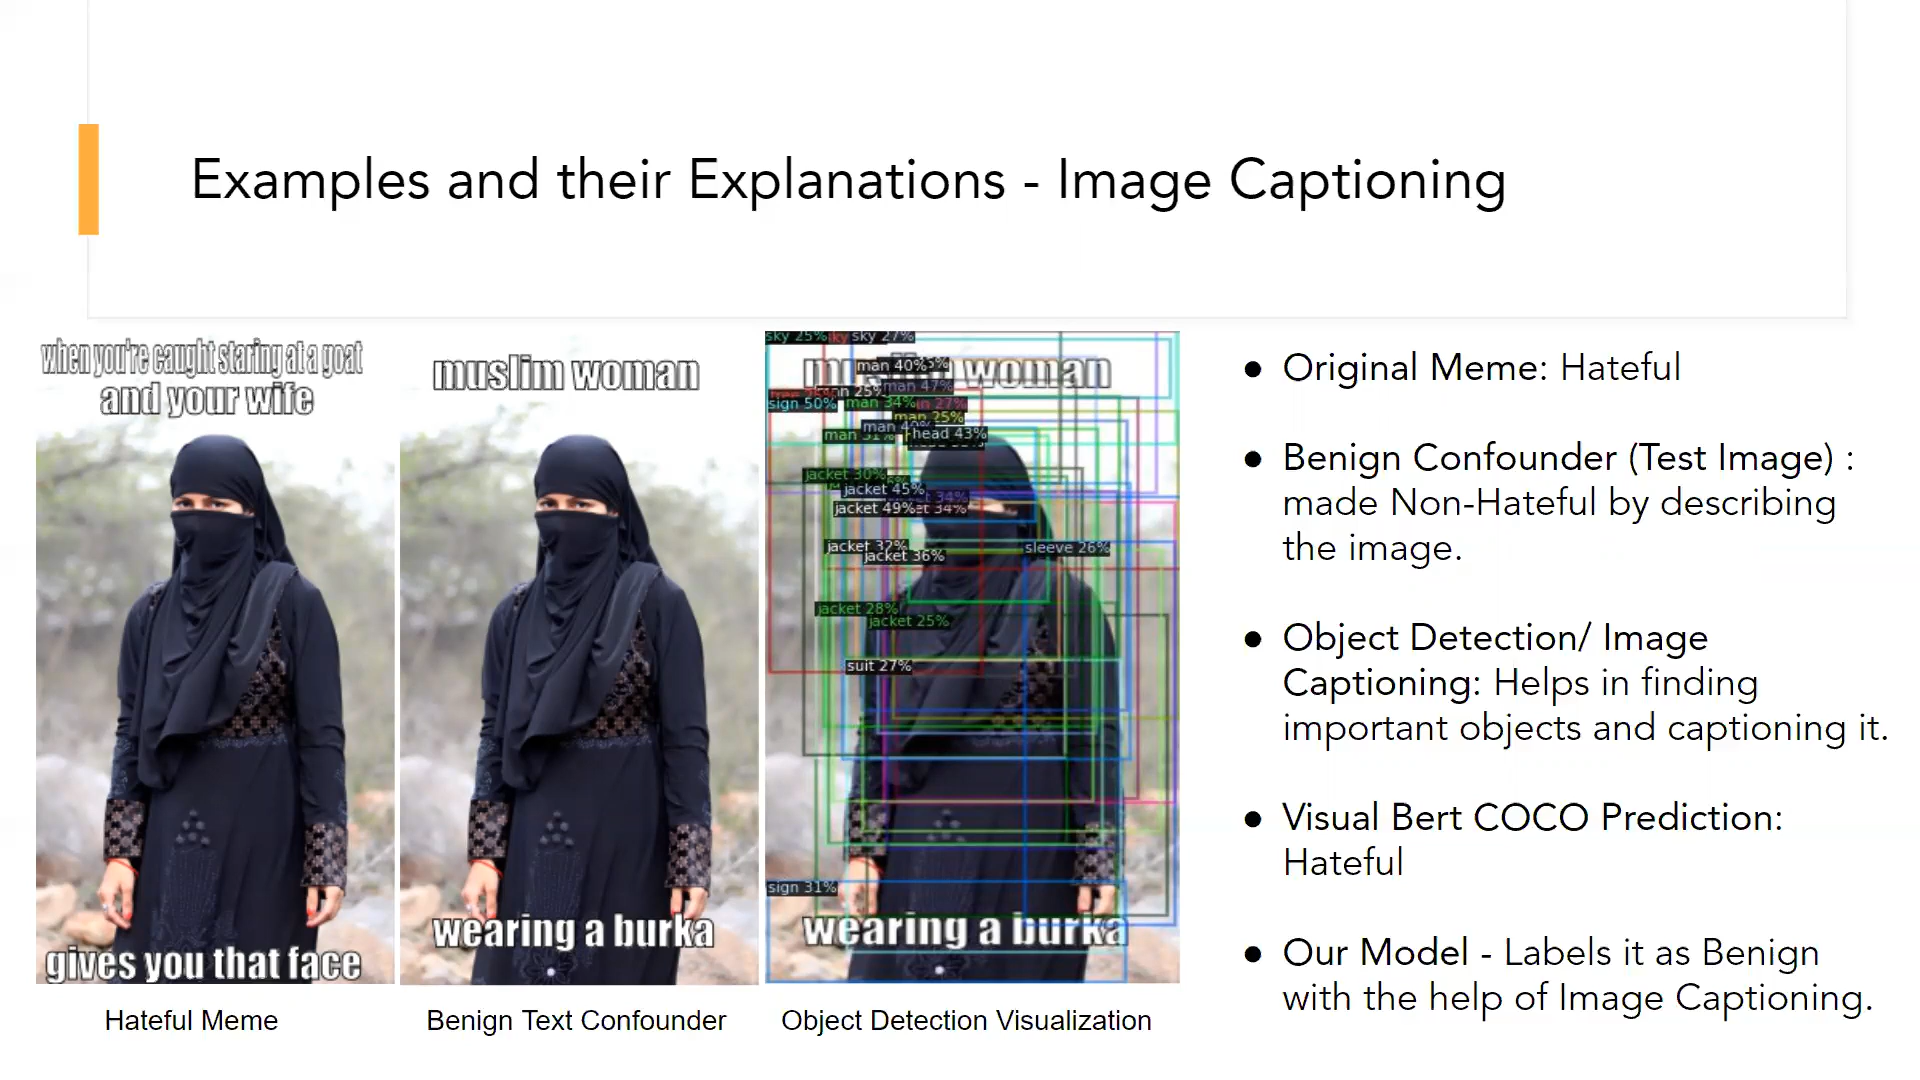 Examples and their Explanations - Image Captioning
when you're caught staring at a goat
and your wife
gives you that face
Hateful Meme
muslim woman
wearing a burka
Benign Text Confounder
sky 25%
sky 27%
man 40%
woman
man 47%
sign 50%
man 34%
man 25%
man 31%
head 43%
jacket 30%
jacket 45%
jacket 49%
jacket 32%
jacket 36%
sleeve 26%
jacket 28%
jacket 25%
suit 27%
sign 31%
wearing a burka
Object Detection Visualization
● Original Meme: Hateful
● Benign Confounder (Test Image) :
made Non-Hateful by describing
the image.
● Object Detection/ Image
Captioning: Helps in finding
important objects and captioning it.
● Visual Bert COCO Prediction:
Hateful
● Our Model - Labels it as Benign
with the help of Image Captioning.